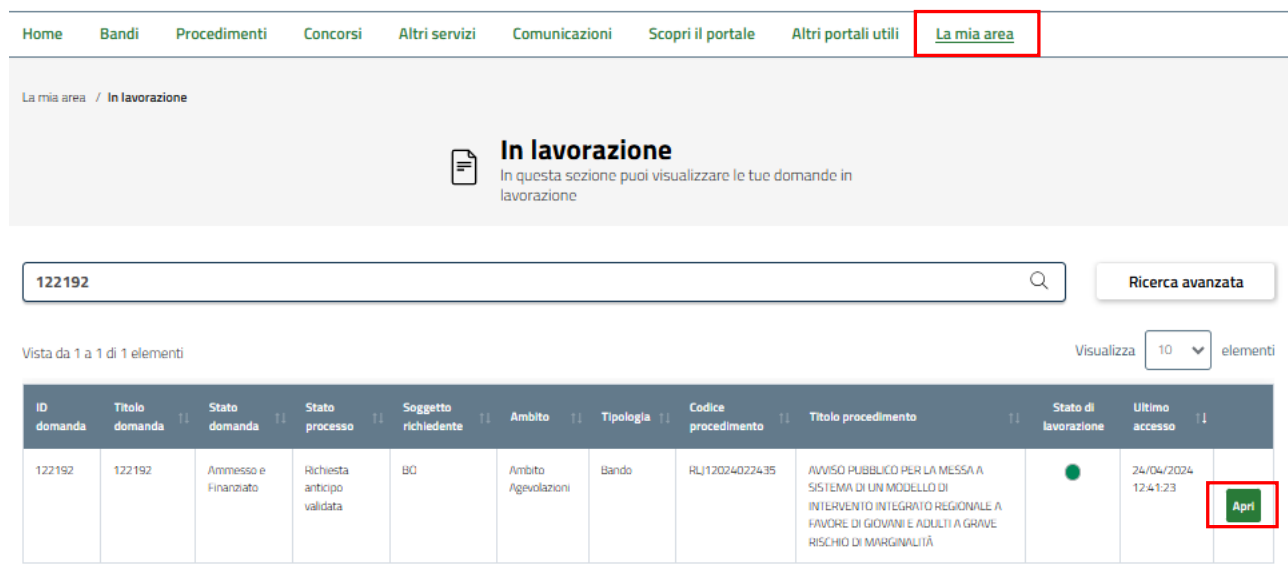 Home Bandi Procedimenti Concorsi Altri servizi Comunicazioni Scopri il portale Altri portali utili La mia area
La mia area / In lavorazione
In lavorazione
In questa sezione puoi visualizzare le tue domande in
lavorazione
122192
Ricerca avanzata
Vista da 1 a 1 di 1 elementi
Visualizza 10 elementi
ID domanda
Titolo domanda
Stato domanda
Stato processo
Soggetto richiedente
Ambito
Tipologia
Codice procedimento
Titolo procedimento
Stato di lavorazione
Ultimo accesso
122192
122192
Ammesso e
Finanziato
Richiesta
anticipo
validata
BO
Ambito
Agevolazioni
Bando
RLJ12024022435
AVVISO PUBBLICO PER LA MESSA A
SISTEMA DI UN MODELLO DI
INTERVENTO INTEGRATO REGIONALE A
FAVORE DI GIOVANI E ADULTI A GRAVE
RISCHIO DI MARGINALITÀ
24/04/2024
12:41:23
Apri